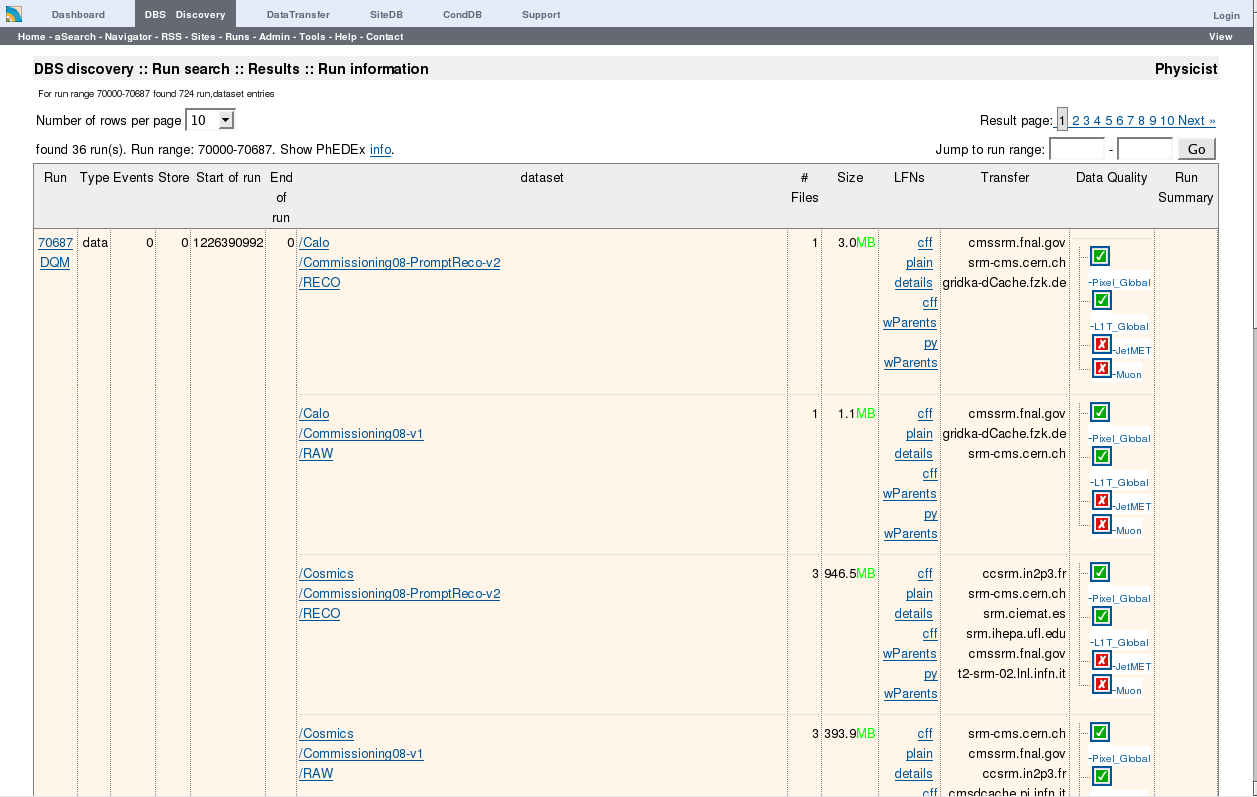 Dashboard DBS Discovery DataTransfer SiteDB CondDB Support Login
Home - aSearch - Navigator - RSS - Sites - Runs - Admin - Tools - Help - Contact View
DBS discovery :: Run search :: Results :: Run information Physicist
For run range 70000-70687 found 724 run,dataset entries
Number of rows per page 10 Result page: 1 2 3 4 5 6 7 8 9 10 Next »
found 36 run(s). Run range: 70000-70687. Show PhEDEx info. Jump to run range: - Go
Run Type Events Store Start of run End of run dataset # Files Size LFNs Transfer Data Quality Run Summary
70687 data 0 0 1226390992 0 /Calo 1 3.0MB cff cmssrm.fnal.gov
DQM /Commissioning08-PromptReco-v2 plain srm-cms.cern.ch
/RECO details gridka-dCache.fzk.de -Pixel_Global
cff
wParents -L1T_Global
py -JetMET
wParents -Muon
/Calo 1 1.1MB cff cmssrm.fnal.gov
/Commissioning08-v1 plain gridka-dCache.fzk.de -Pixel_Global
/RAW details srm-cms.cern.ch
cff -L1T_Global
wParents -JetMET
py
wParents -Muon
/Cosmics 3 946.5MB cff ccsrm.in2p3.fr
/Commissioning08-PromptReco-v2 plain srm-cms.cern.ch -Pixel_Global
/RECO details srm.ciemat.es
cff srm.ihepa.ufl.edu -L1T_Global
wParents cmssrm.fnal.gov -JetMET
py t2-srm-02.lnl.infn.it
wParents -Muon
/Cosmics 3 393.9MB cff srm-cms.cern.ch
/Commissioning08-v1 plain cmssrm.fnal.gov -Pixel_Global
/RAW details ccsrm.in2p3.fr
cff cmsdcache.pi.infn.it